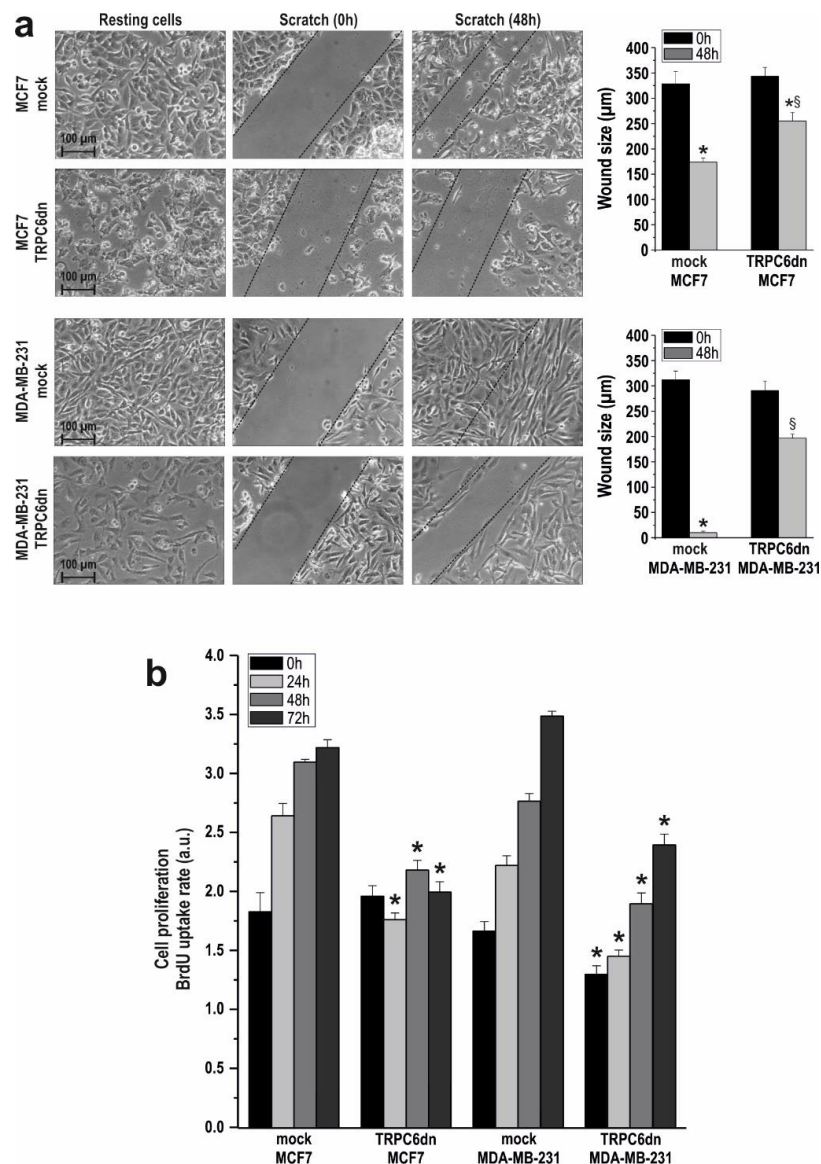 a
Resting cells
Scratch (0h)
Scratch (48h)
MCF7
mock
100 µm
MCF7
TRPC6dn
100 µm
MDA-MB-231
mock
100 µm
MDA-MB-231
TRPC6dn
100 µm
0h
48h
Wound size (µm)
400
350
300
250
200
150
100
50
0
*
*§
mock
MCF7
TRPC6dn
MCF7
0h
48h
Wound size (µm)
400
350
300
250
200
150
100
50
0
*
§
mock
MDA-MB-231
TRPC6dn
MDA-MB-231
b
0h
24h
48h
72h
Cell proliferation
BrdU uptake rate (a.u.)
4.0
3.5
3.0
2.5
2.0
1.5
1.0
0.5
0.0
* * *
* * * *
mock
MCF7
TRPC6dn
MCF7
mock
MDA-MB-231
TRPC6dn
MDA-MB-231